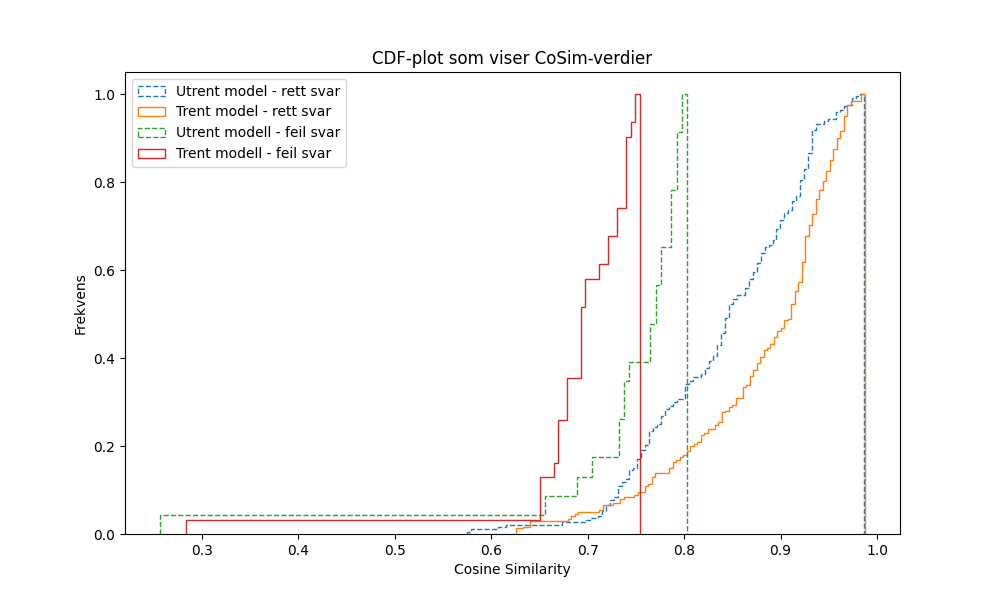 CDF-plot som viser CoSim-verdier
Utrent model - rett svar
Trent model - rett svar
Utrent modell - feil svar
Trent modell - feil svar
Frekvens
1.0
0.8
0.6
0.4
0.2
0.0
0.3 0.4 0.5 0.6 0.7 0.8 0.9 1.0
Cosine Similarity